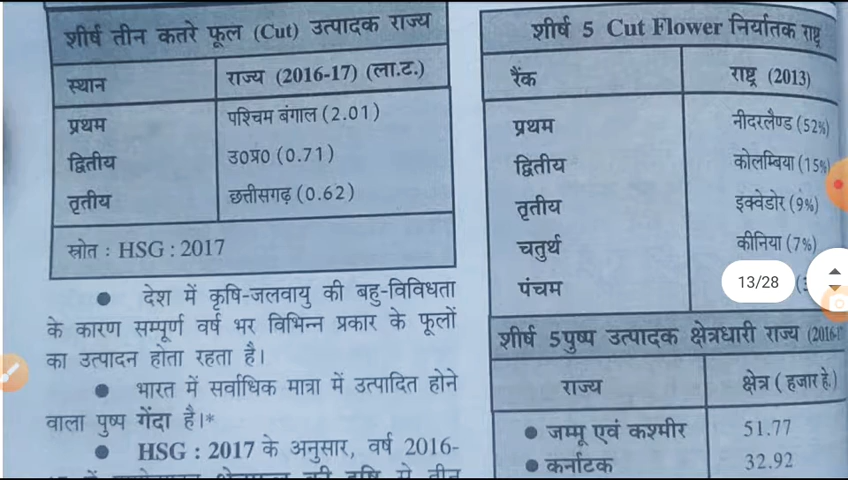 शीर्ष तीन कतरे फूल (Cut) उत्पादक राज्य
स्थान राज्य (2016-17) (ला.ट.)
प्रथम पश्चिम बंगाल (2.01)
द्वितीय उ0प्र0 (0.71)
तृतीय छत्तीसगढ़ (0.62)
स्रोत : HSG : 2017
● देश में कृषि-जलवायु की बहु-विविधता
के कारण सम्पूर्ण वर्ष भर विभिन्न प्रकार के फूलों
का उत्पादन होता रहता है।
● भारत में सर्वाधिक मात्रा में उत्पादित होने
वाला पुष्प गेंदा है।*
● HSG : 2017 के अनुसार, वर्ष 2016-
शीर्ष 5 Cut Flower निर्यातक राष्ट्र
रैंक राष्ट्र (2013)
प्रथम नीदरलैण्ड (52%)
द्वितीय कोलम्बिया (15%)
तृतीय इक्वेडोर (9%)
चतुर्थ कीनिया (7%)
पंचम
13/28
शीर्ष 5पुष्प उत्पादक क्षेत्रधारी राज्य (2016-1
राज्य क्षेत्र ( हजार हे.)
● जम्मू एवं कश्मीर 51.77
● कर्नाटक 32.92